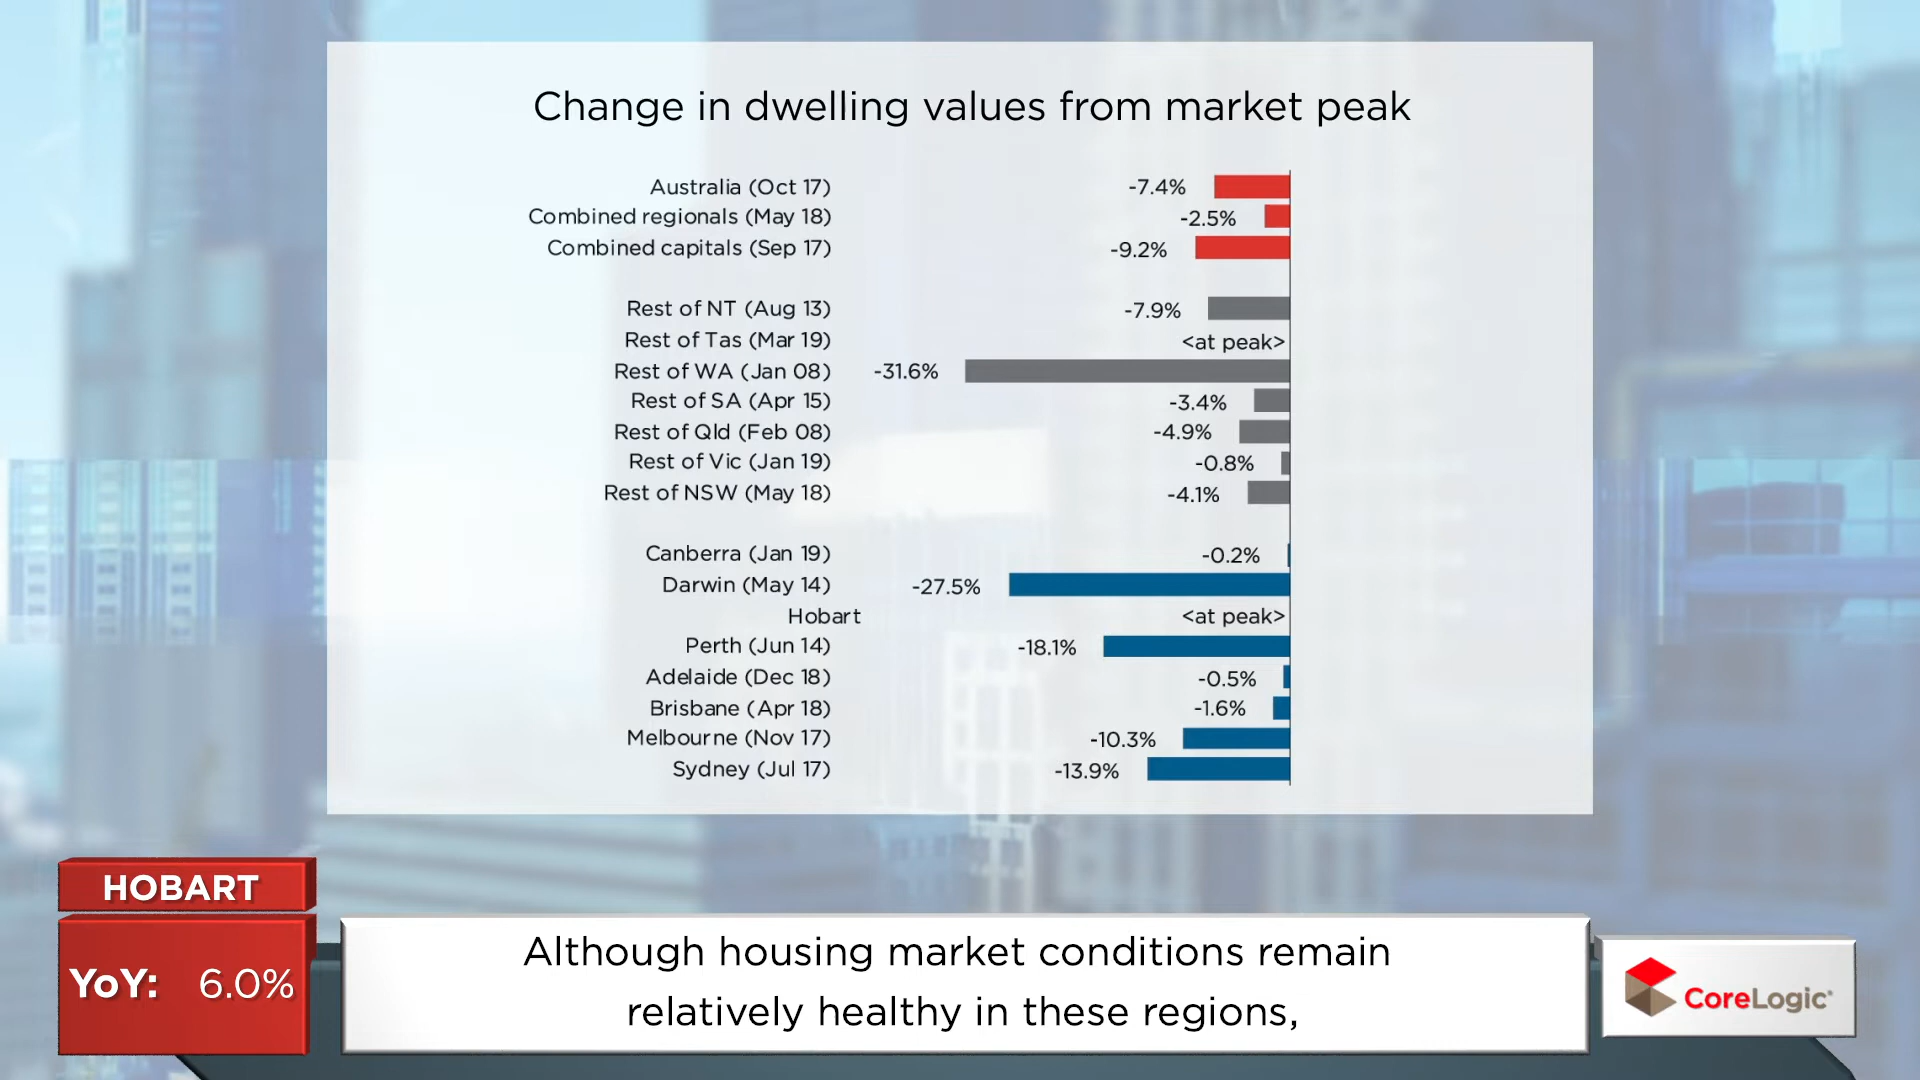 Change in dwelling values from market peak
Australia (Oct 17) -7.4%
Combined regionals (May 18) -2.5%
Combined capitals (Sep 17) -9.2%
Rest of NT (Aug 13) -7.9%
Rest of Tas (Mar 19) <at peak>
Rest of WA (Jan 08) -31.6%
Rest of SA (Apr 15) -3.4%
Rest of Qld (Feb 08) -4.9%
Rest of Vic (Jan 19) -0.8%
Rest of NSW (May 18) -4.1%
Canberra (Jan 19) -0.2%
Darwin (May 14) -27.5%
Hobart <at peak>
Perth (Jun 14) -18.1%
Adelaide (Dec 18) -0.5%
Brisbane (Apr 18) -1.6%
Melbourne (Nov 17) -10.3%
Sydney (Jul 17) -13.9%
HOBART
YoY: 6.0%
Although housing market conditions remain
relatively healthy in these regions,
CoreLogic